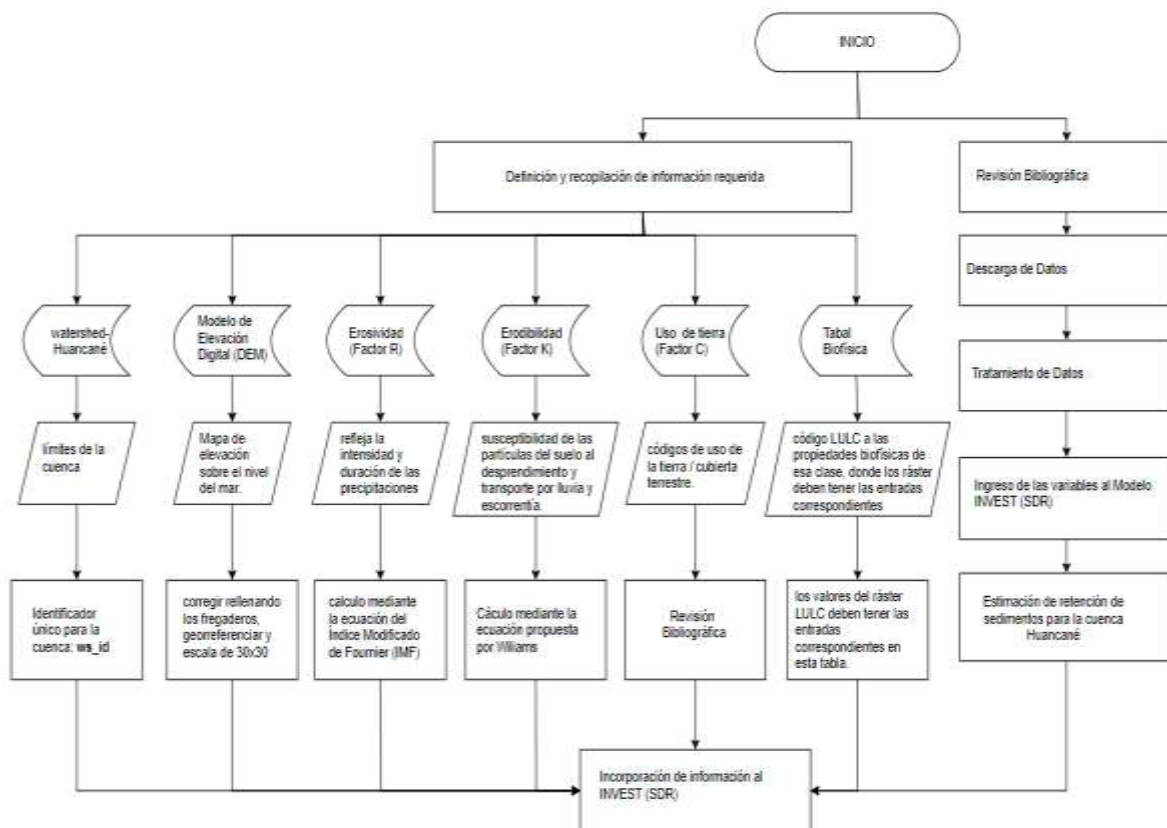 INICIO
Definición y recopilación de información requerida
Revisión Bibliográfica
Descarga de Datos
Tratamiento de Datos
Ingreso de las variables al Modelo
INVEST (SDR)
Estimación de retención de
sedimentos para la cuenca
Huancané
watershed-
Huancané
límites de la
cuenca
Identificador
único para la
cuenca: ws_id
Modelo de
Elevación
Digital (DEM)
Mapa de
elevación
sobre el nivel
del mar.
corregir rellenando
los fregaderos,
georreferenciar y
escala de 30x30
Erosividad
(Factor R)
refleja la
intensidad y
duración de las
precipitaciones
calculo mediante
la ecuación del
Índice Modificado
de Fournier (IMF)
Erodibilidad
(Factor K)
susceptibilidad de las
partículas del suelo al
desprendimiento y
transporte por lluvia y
escorrentía.
Cáculo mediante la
ecuación propuesta
por Wiliams
Uso de tierra
(Factor C)
códigos de uso de
la tierra / cubierta
terrestre.
Revisión
Bibliográfica
Tabal
Biofísica
código LULC a las
propiedades biofísicas de
esa clase, donde los ráster
deben tener las entradas
correspondientes
los valores del ráster
LULC deben tener las
entradas
correspondientes en
esta tabla.
Incorporación de información al
INVEST (SDR)